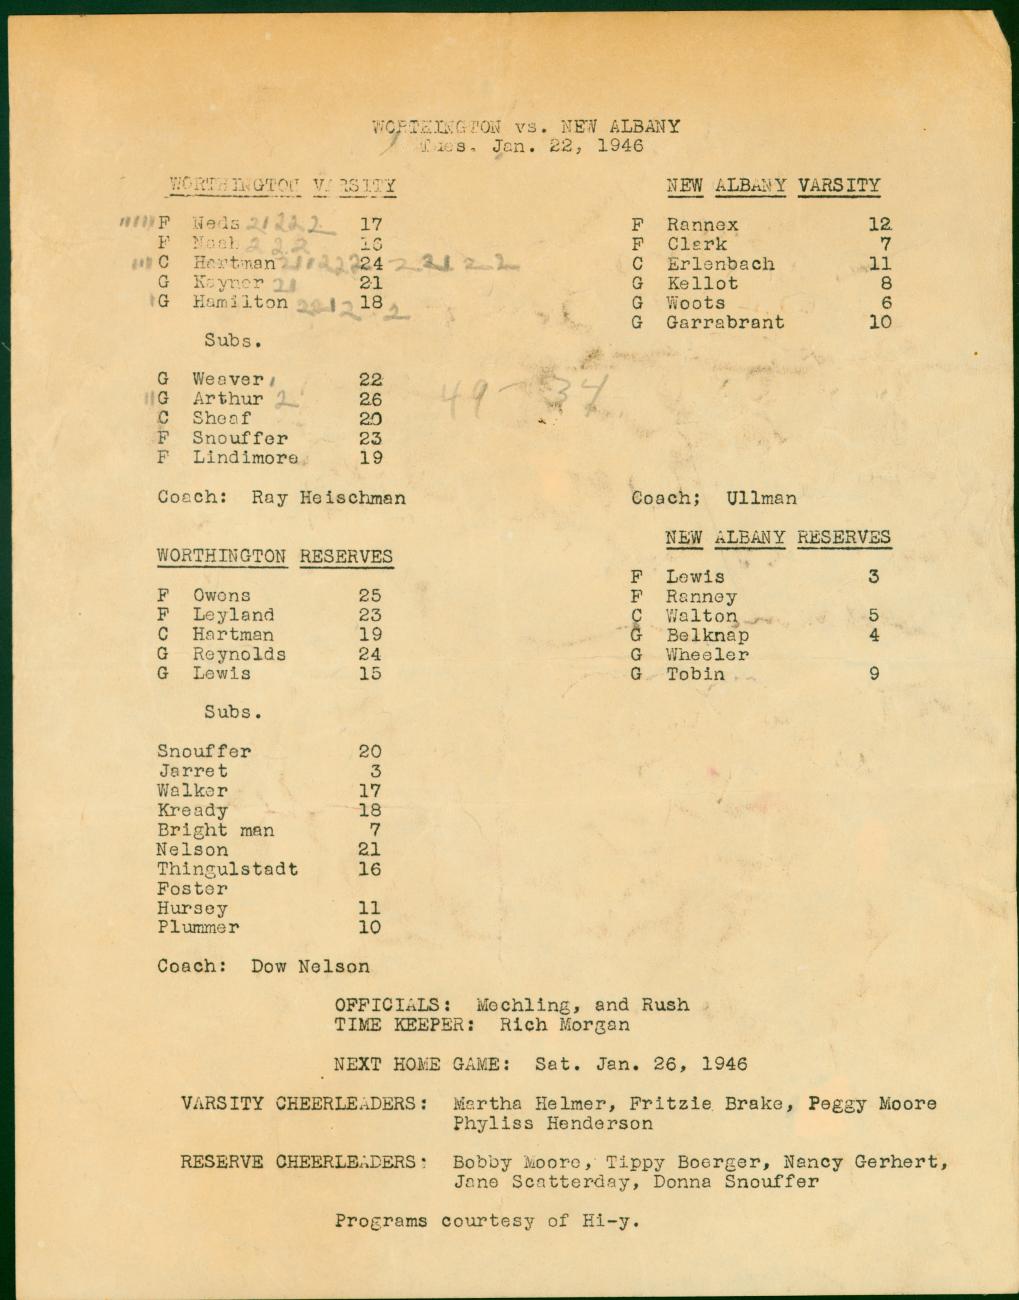 WORTHINGTON vs. NEW ALBANY
Tues. Jan. 22, 1946
WORTHINGTON VARSITY
F Neds 21222 17
F Nash 222
C Hartman 24
G Kayner 21 21
G Hamilton 18
Subs.
G Weaver 22
G Arthur 2 26
C Sheaf 20
F Snouffer 23
F Lindimore 19
Coach: Ray Heischman
NEW ALBANY VARSITY
F Rannex 12
F Clark 7
C Erlenbach 11
G Kellot 8
G Woots 6
G Garrabrant 10
49 - 34
Coach; Ullman
WORTHINGTON RESERVES
F Owens 25
F Leyland 23
C Hartman 19
G Reynolds 24
G Lewis 15
Subs.
Snouffer 20
Jarret 3
Walker 17
Kready 18
Bright man 7
Nelson 21
Thingulstadt 16
Foster
Hursey 11
Plummer 10
Coach: Dow Nelson
NEW ALBANY RESERVES
F Lewis 3
F Ranney
C Walton 5
G Belknap 4
G Wheeler
G Tobin 9
OFFICIALS: Mechling, and Rush
TIME KEEPER: Rich Morgan
NEXT HOME GAME: Sat. Jan. 26, 1946
VARSITY CHEERLEADERS: Martha Helmer, Fritzie Brake, Peggy Moore
Phyliss Henderson
RESERVE CHEERLEADERS: Bobby Moore, Tippy Boerger, Nancy Gerhert,
Jane Scatterday, Donna Snouffer
Programs courtesy of Hi-y.